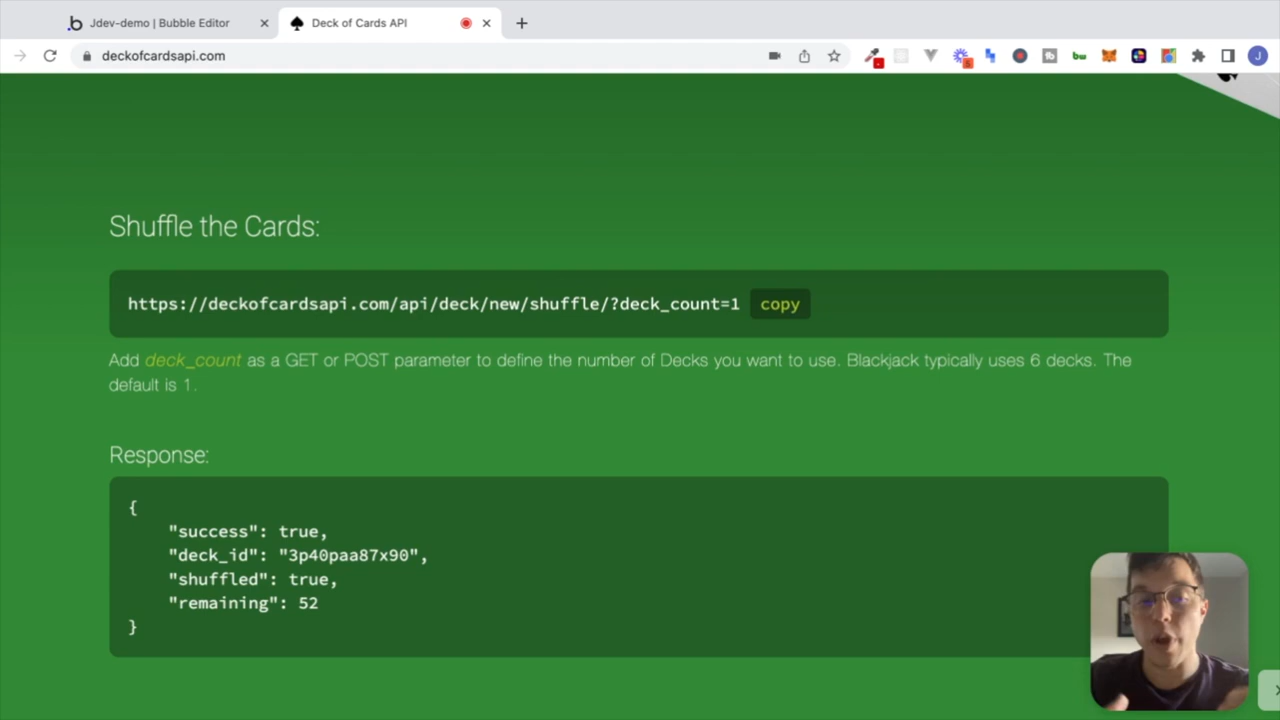 Jdev-demo | Bubble Editor
Deck of Cards API
deckofcardsapi.com
J
Shuffle the Cards:
https://deckofcardsapi.com/api/deck/new/shuffle/?deck_count=1 copy
Add deck_count as a GET or POST parameter to define the number of Decks you want to use. Blackjack typically uses 6 decks. The
default is 1.
Response:
{
"success": true,
"deck_id": "3p40paa87x90",
"shuffled": true,
"remaining": 52
}